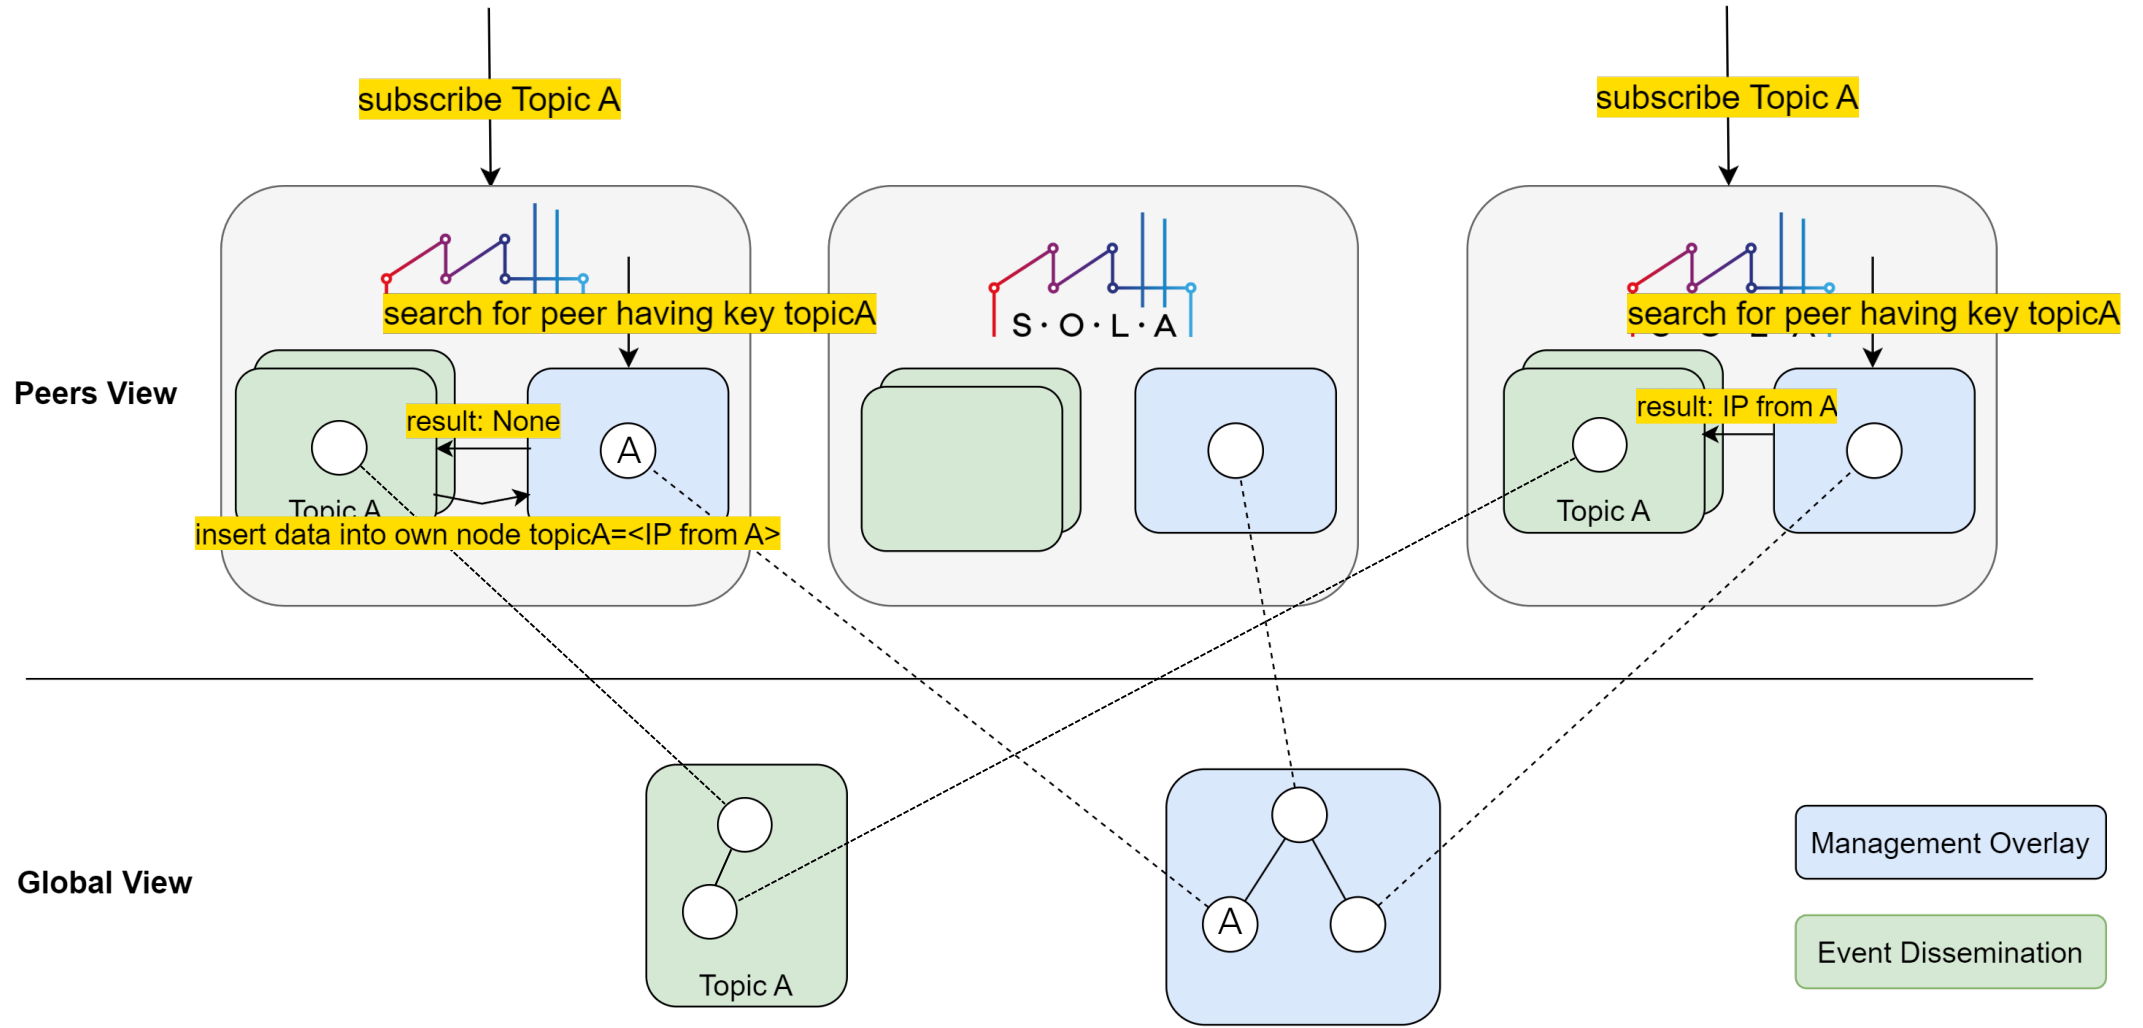 subscribe Topic A
subscribe Topic A
search for peer having key topicA
S·O·L·A
search for peer having key topicA
Peers View
result: None
A
Topic A
insert data into own node topicA=<IP from A>
result: IP from A
Topic A
Global View
Topic A
A
Management Overlay
Event Dissemination